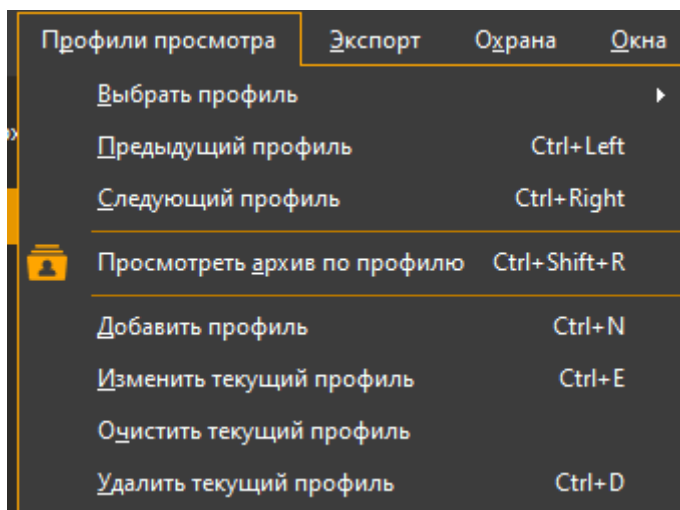 Профили просмотра Экспорт Охрана Окна
Выбрать профиль
Предыдущий профиль Ctrl+Left
Следующий профиль Ctrl+Right
Просмотреть архив по профилю Ctrl+Shift+R
Добавить профиль Ctrl+N
Изменить текущий профиль Ctrl+E
Очистить текущий профиль
Удалить текущий профиль Ctrl+D